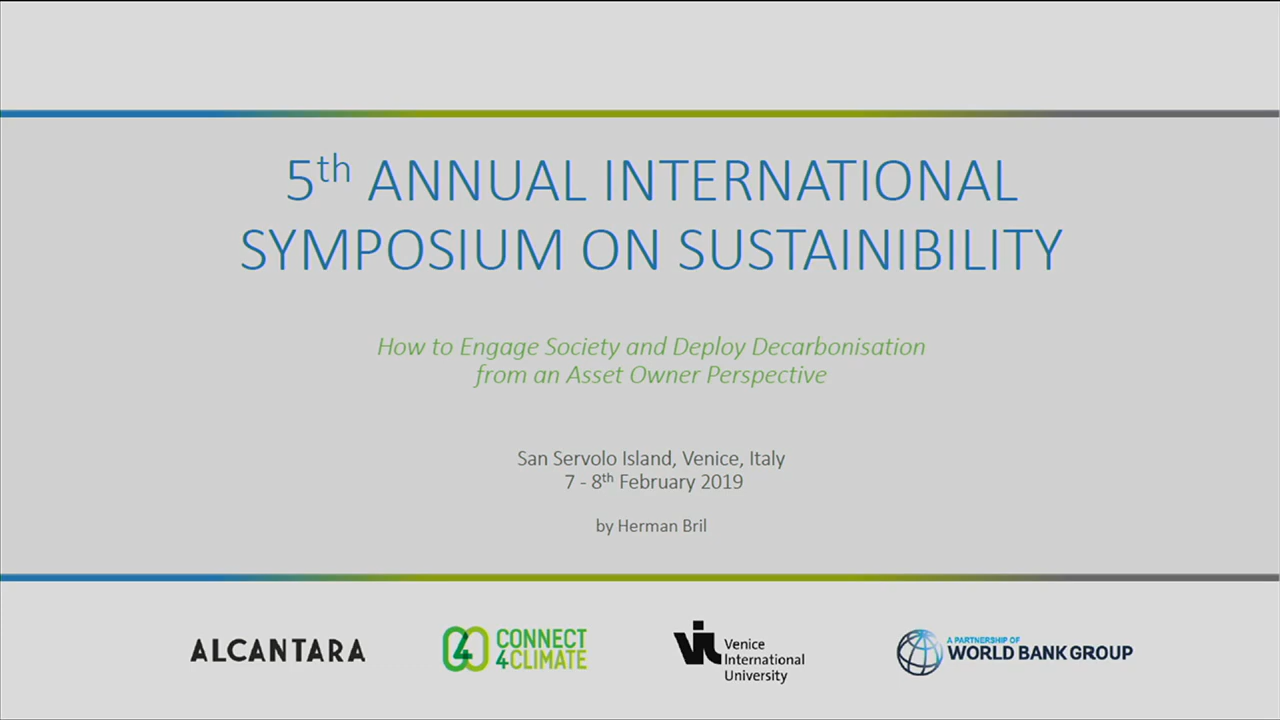 5th ANNUAL INTERNATIONAL
SYMPOSIUM ON SUSTAINIBILITY
How to Engage Society and Deploy Decarbonisation
from an Asset Owner Perspective
San Servolo Island, Venice, Italy
7 - 8th February 2019
by Herman Bril
ALCANTARA
CONNECT
4CLIMATE
VIU
Venice
International
University
A PARTNERSHIP OF
WORLD BANK GROUP